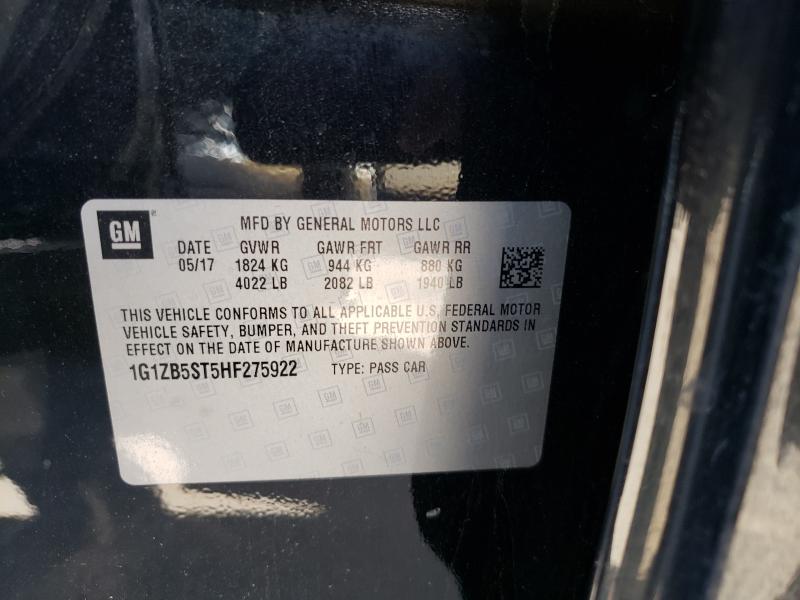 GM
MFD BY GENERAL MOTORS LLC
DATE GVWR GAWR FRT GAWR RR
05/17 1824 KG 944 KG 880 KG
4022 LB 2082 LB 1940 LB
THIS VEHICLE CONFORMS TO ALL APPLICABLE U.S. FEDERAL MOTOR
VEHICLE SAFETY, BUMPER, AND THEFT PREVENTION STANDARDS IN
EFFECT ON THE DATE OF MANUFACTURE SHOWN ABOVE.
1G1ZB5ST5HF275922 TYPE: PASS CAR